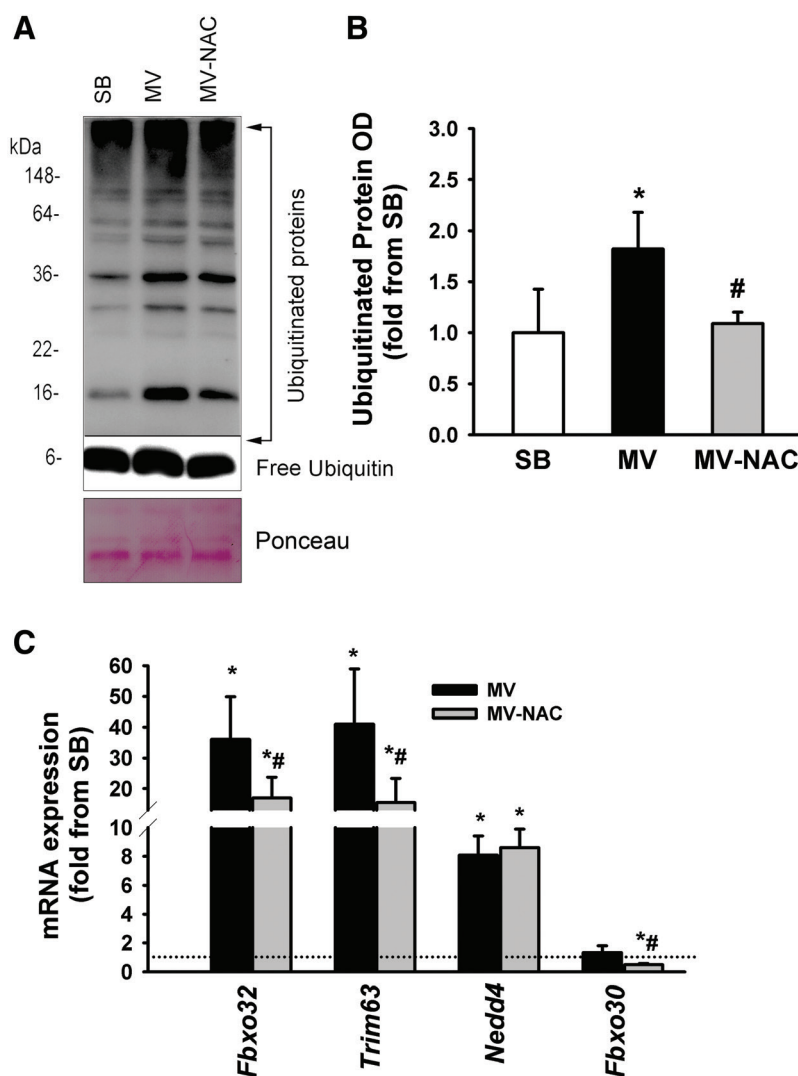 A
SB
MV
MV-NAC
kDa
148-
64-
36-
22-
16-
6-
Ubiquitinated proteins
Free Ubiquitin
Ponceau
B
Ubiquitinated Protein OD
(fold from SB)
3.0
2.5
2.0
1.5
1.0
0.5
0.0
*
#
SB
MV
MV-NAC
C
mRNA expression
(fold from SB)
60
50
40
30
20
10
8
6
4
2
0
MV
MV-NAC
*
*#
*
*#
*
*
*#
Fbxo32
Trim63
Nedd4
Fbxo30